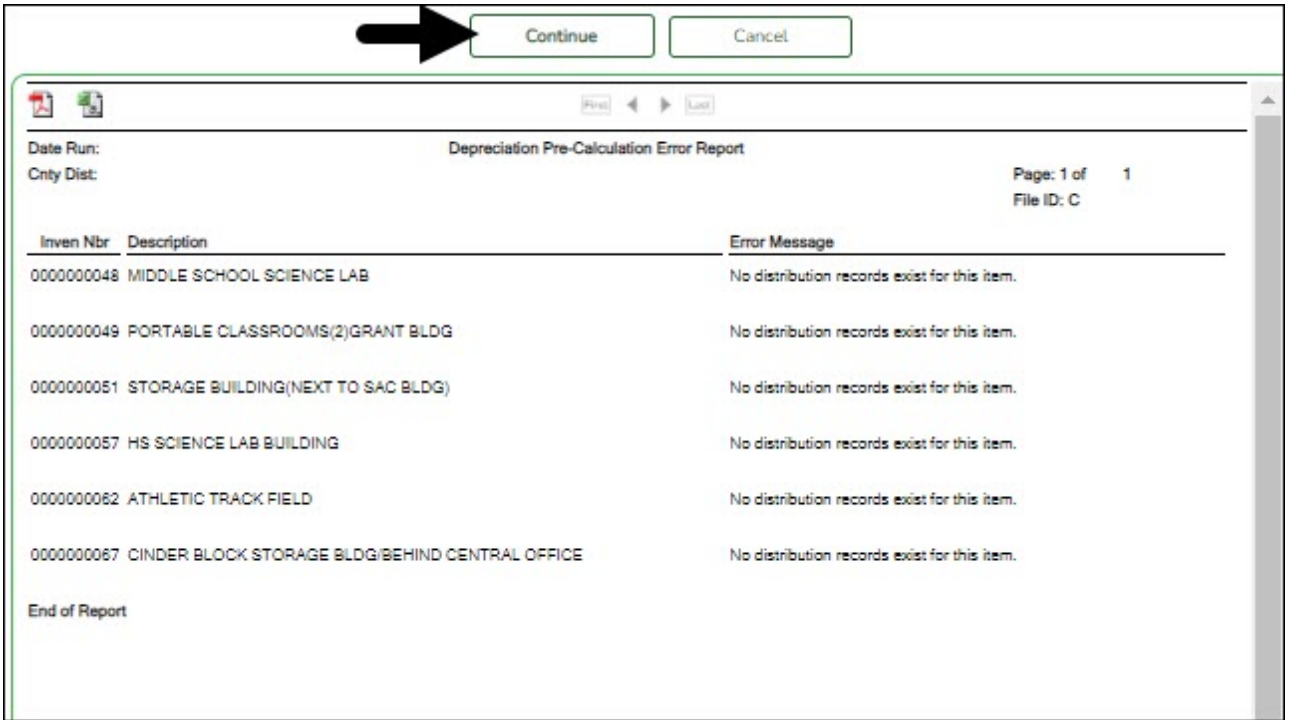 Continue Cancel
First Last
Date Run: Depreciation Pre-Calculation Error Report
Cnty Dist: Page: 1 of 1
File ID: C
Inven Nbr Description Error Message
0000000048 MIDDLE SCHOOL SCIENCE LAB No distribution records exist for this item.
0000000049 PORTABLE CLASSROOMS(2)GRANT BLDG No distribution records exist for this item.
0000000051 STORAGE BUILDING(NEXT TO SAC BLDG) No distribution records exist for this item.
0000000057 HS SCIENCE LAB BUILDING No distribution records exist for this item.
0000000062 ATHLETIC TRACK FIELD No distribution records exist for this item.
0000000067 CINDER BLOCK STORAGE BLDG/BEHIND CENTRAL OFFICE No distribution records exist for this item.
End of Report